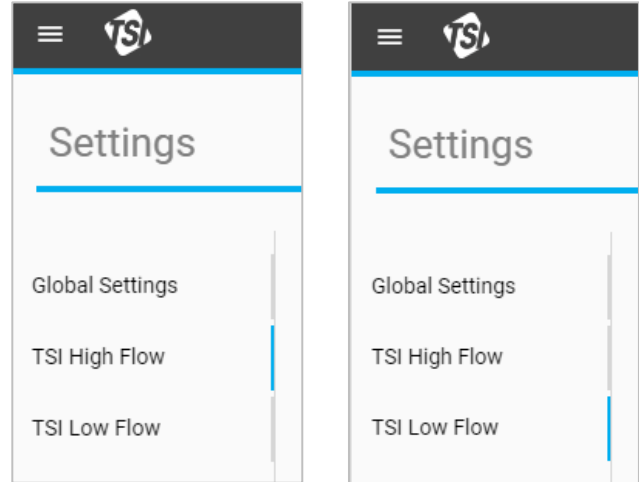 TSI
Settings
Global Settings
TSI High Flow
TSI Low Flow
TSI
Settings
Global Settings
TSI High Flow
TSI Low Flow